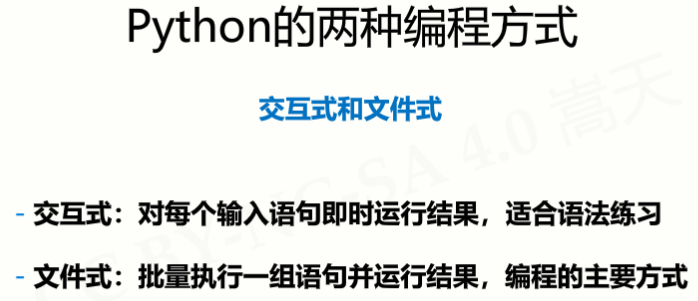 Python的两种编程方式
交互式和文件式
- 交互式：对每个输入语句即时运行结果，适合语法练习
- 文件式：批量执行一组语句并运行结果，编程的主要方式
CC BY-NC-SA 4.0 嵩天